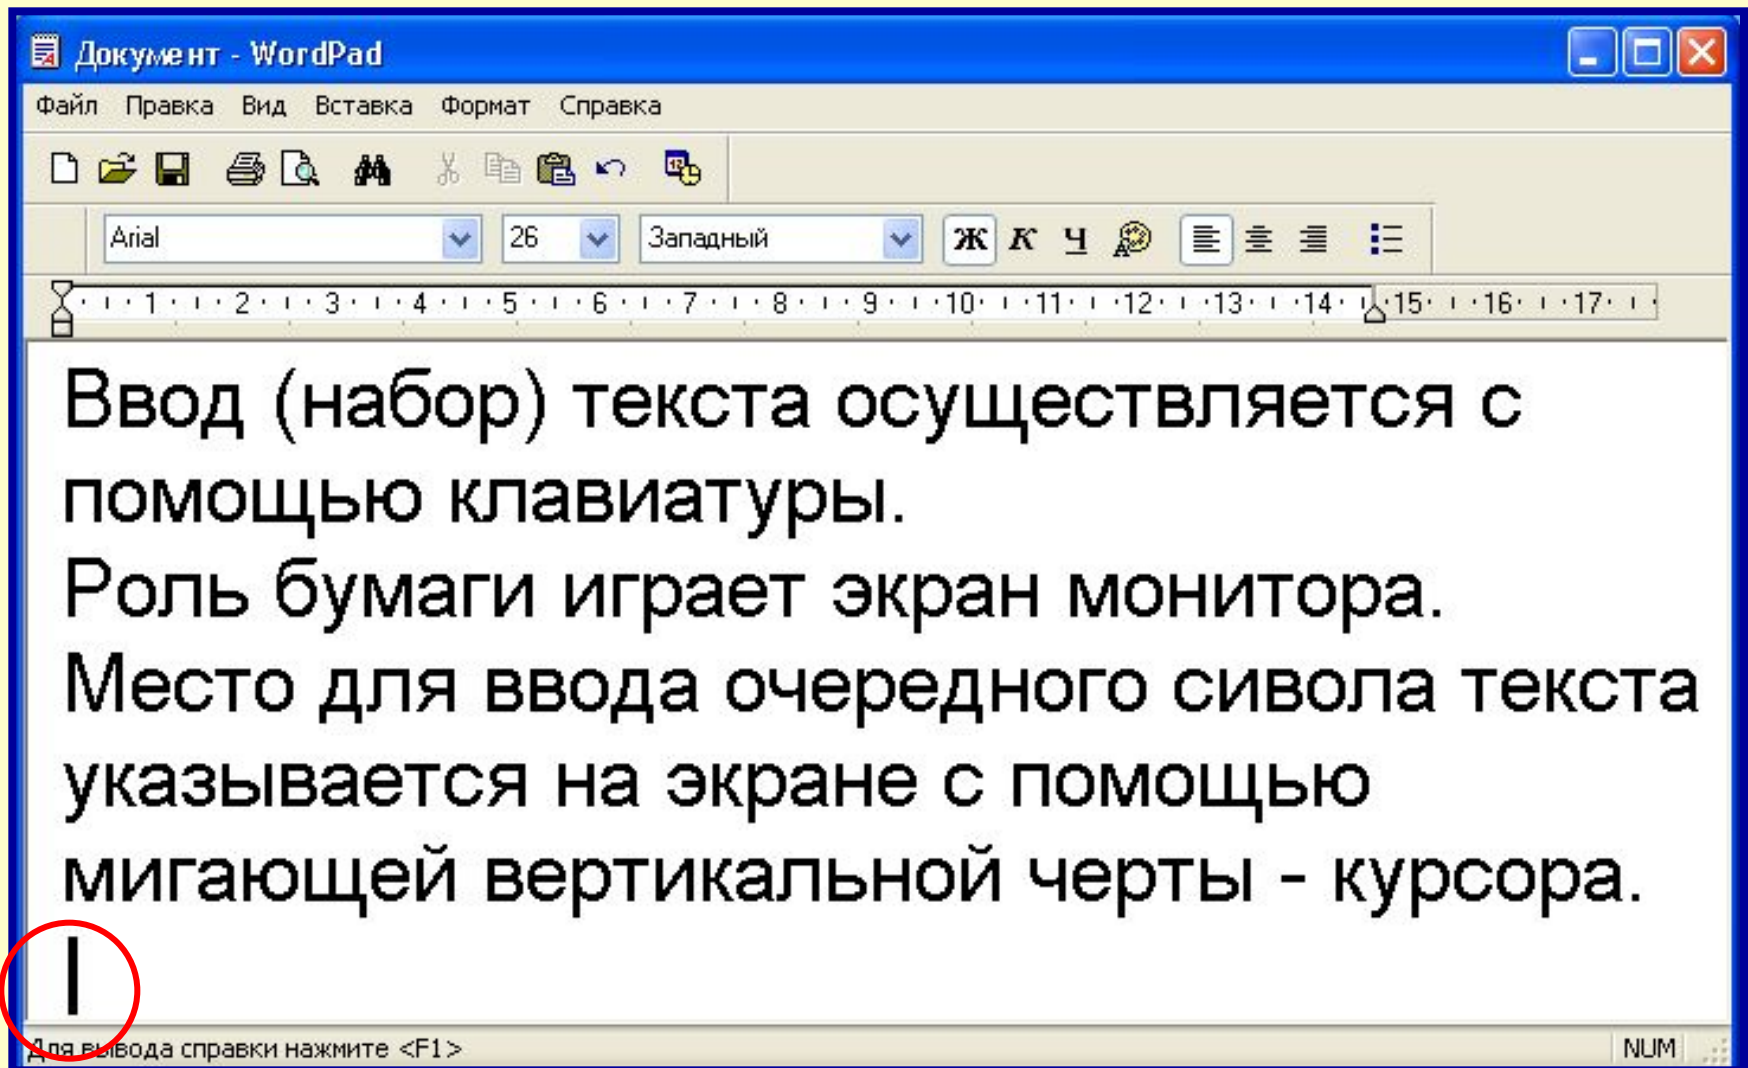 Документ - WordPad
Файл Правка Вид Вставка Формат Справка
12
Arial 26 Западный Ж К Ч
1 2 3 4 5 6 7 8 9 10 11 12 13 14 15 16 17
Ввод (набор) текста осуществляется с
помощью клавиатуры.
Роль бумаги играет экран монитора.
Место для ввода очередного сивола текста
указывается на экране с помощью
мигающей вертикальной черты - курсора.
Для вывода справки нажмите <F1> NUM